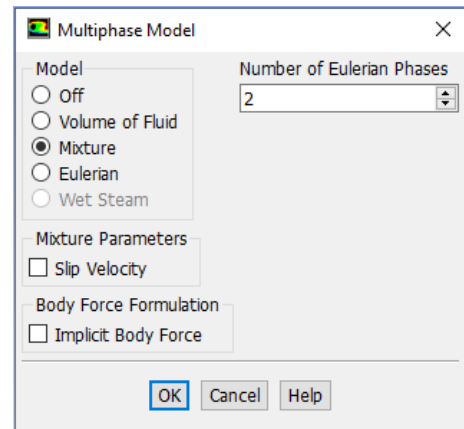 Multiphase Model
Model
Off
Volume of Fluid
Mixture
Eulerian
Wet Steam
Number of Eulerian Phases
2
Mixture Parameters
Slip Velocity
Body Force Formulation
Implicit Body Force
OK Cancel Help